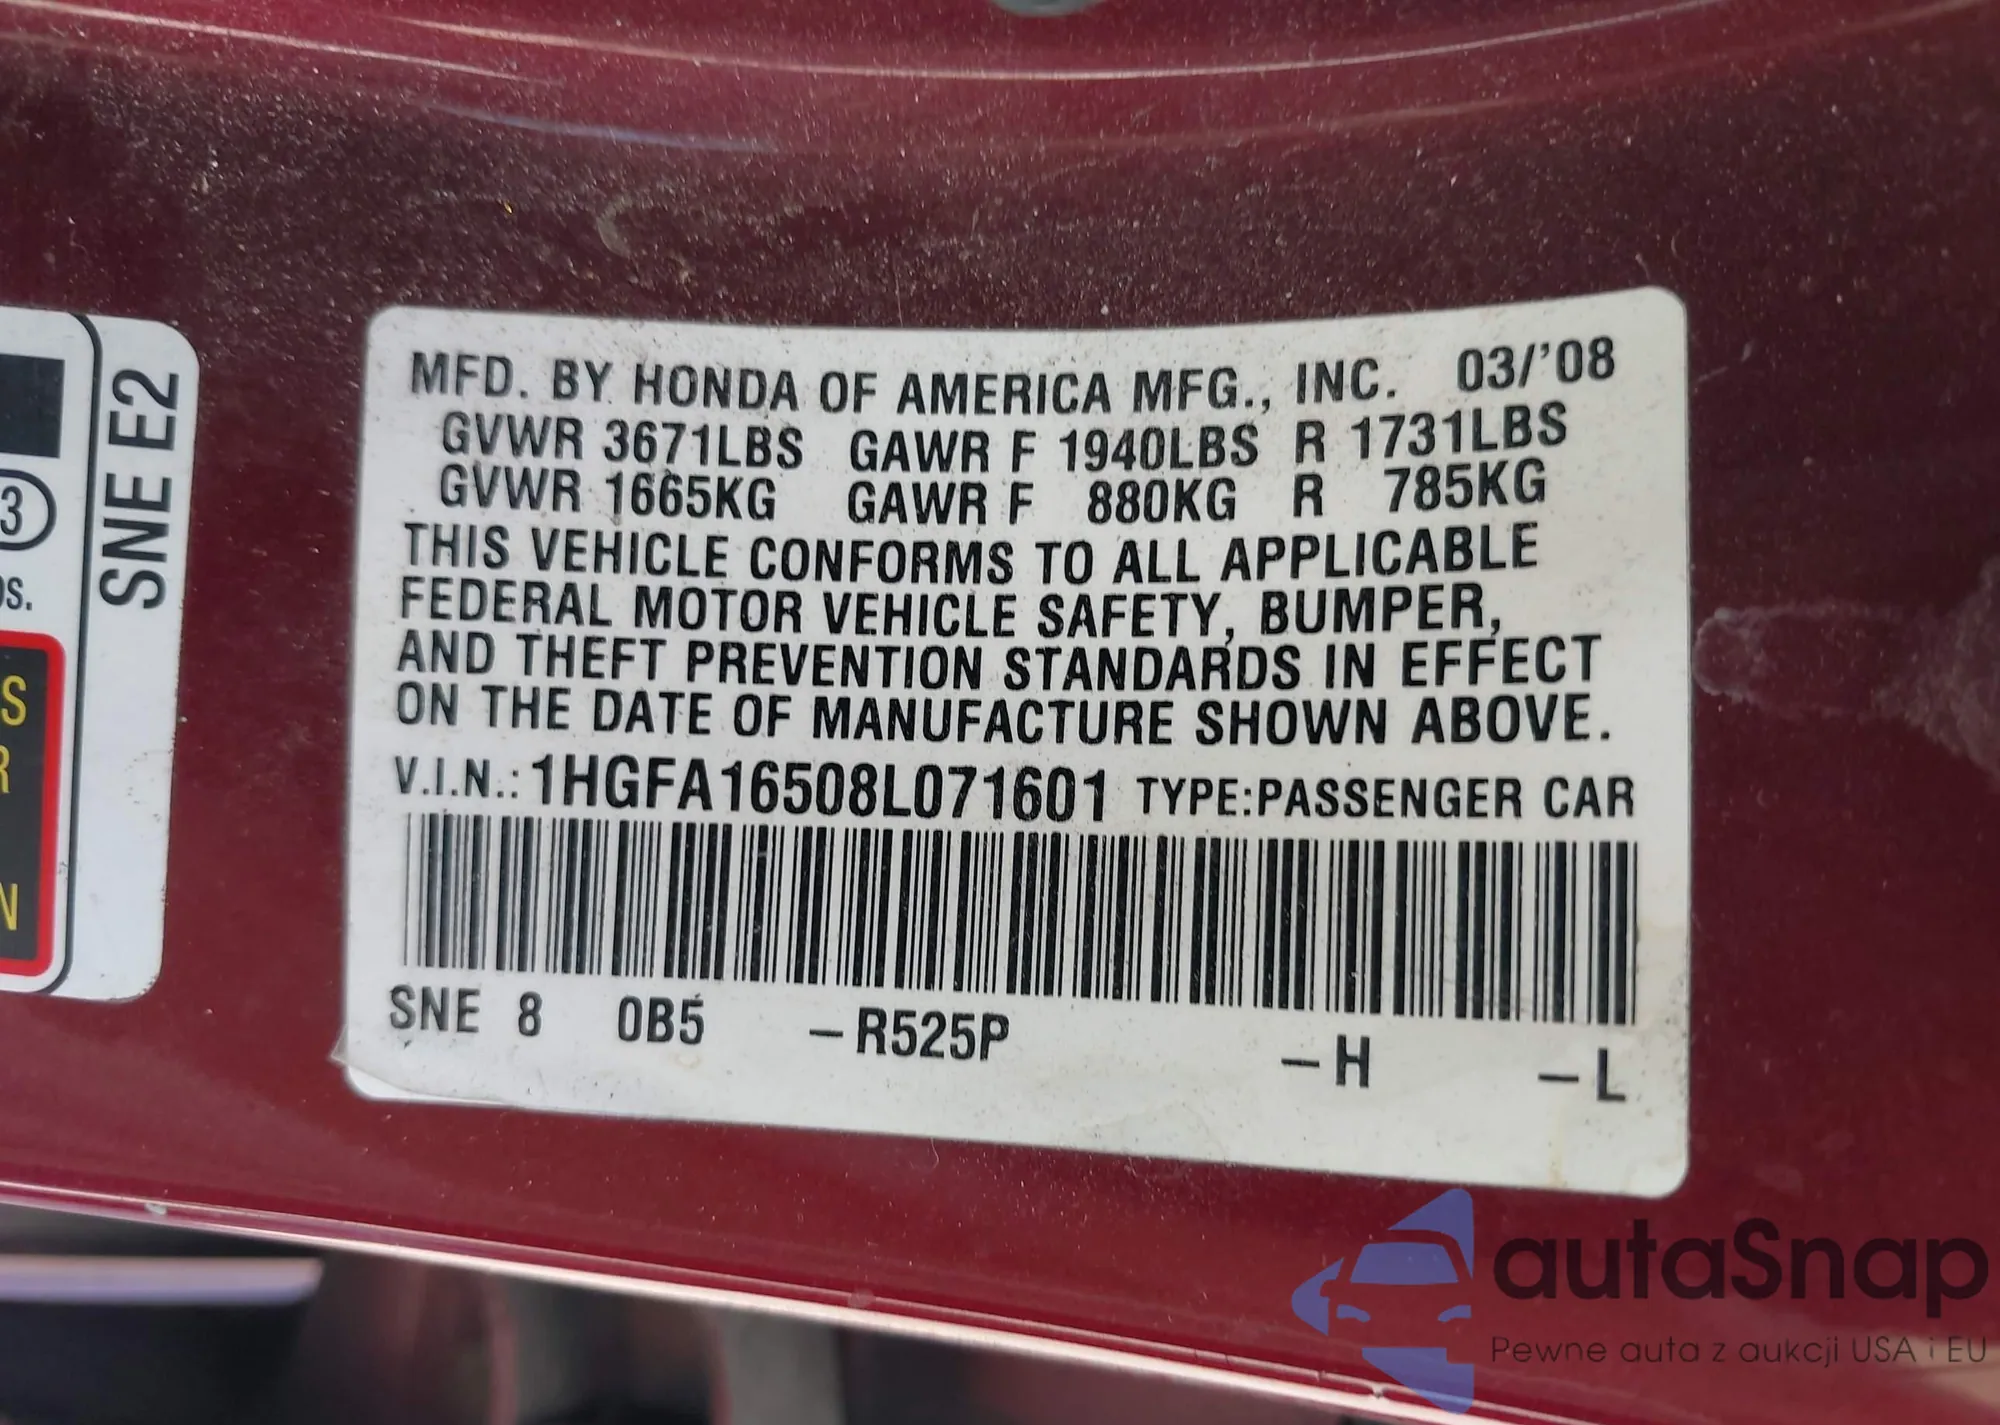 MFD. BY HONDA OF AMERICA MFG., INC. 03/'08
GVWR 3671LBS GAWR F 1940LBS R 1731LBS
GVWR 1665KG GAWR F 880KG R 785KG
THIS VEHICLE CONFORMS TO ALL APPLICABLE
FEDERAL MOTOR VEHICLE SAFETY, BUMPER,
AND THEFT PREVENTION STANDARDS IN EFFECT
ON THE DATE OF MANUFACTURE SHOWN ABOVE.
V.I.N.: 1HGFA16508L071601 TYPE:PASSENGER CAR
SNE 8 0B5 –R525P –H –L
SNE E2
3
S
R
N
autaSnap
Pewne auta z aukcji USA i EU